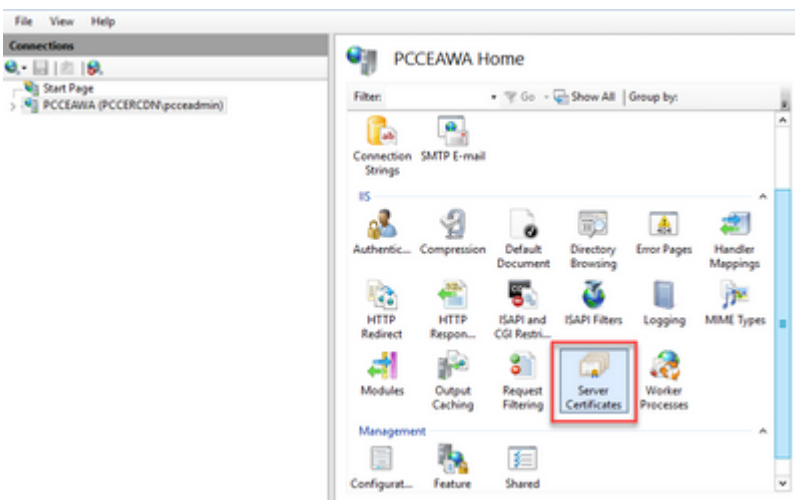 File View Help
Connections
Start Page
PCCEAWA (PCCERCDN\pcceadmin)
PCCEAWA Home
Filter: Go Show All Group by:
Connection Strings
SMTP E-mail
IIS
Authentic... Compression Default Document Directory Browsing Error Pages Handler Mappings
HTTP Redirect HTTP Respon... ISAPI and CGI Restri... ISAPI Filters Logging MIME Types
Modules Output Caching Request Filtering Server Certificates Worker Processes
Management
Configurat... Feature Shared